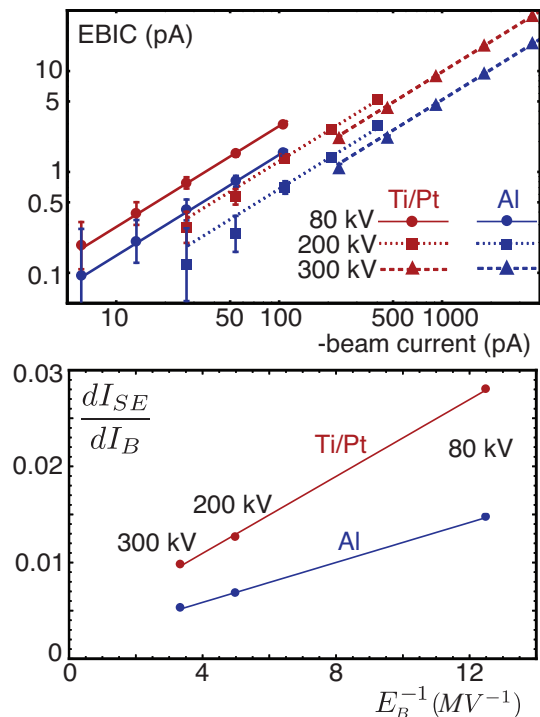 EBIC (pA)
10
5
1
0.5
0.1
Ti/Pt Al
80 kV
200 kV
300 kV
10 50 100 500 1000
-beam current (pA)
0.03
dI_SE
dI_B
Ti/Pt
80 kV
0.02
200 kV
300 kV
Al
0.01
0
0 4 8 12
E_B^{-1} (MV^{-1})